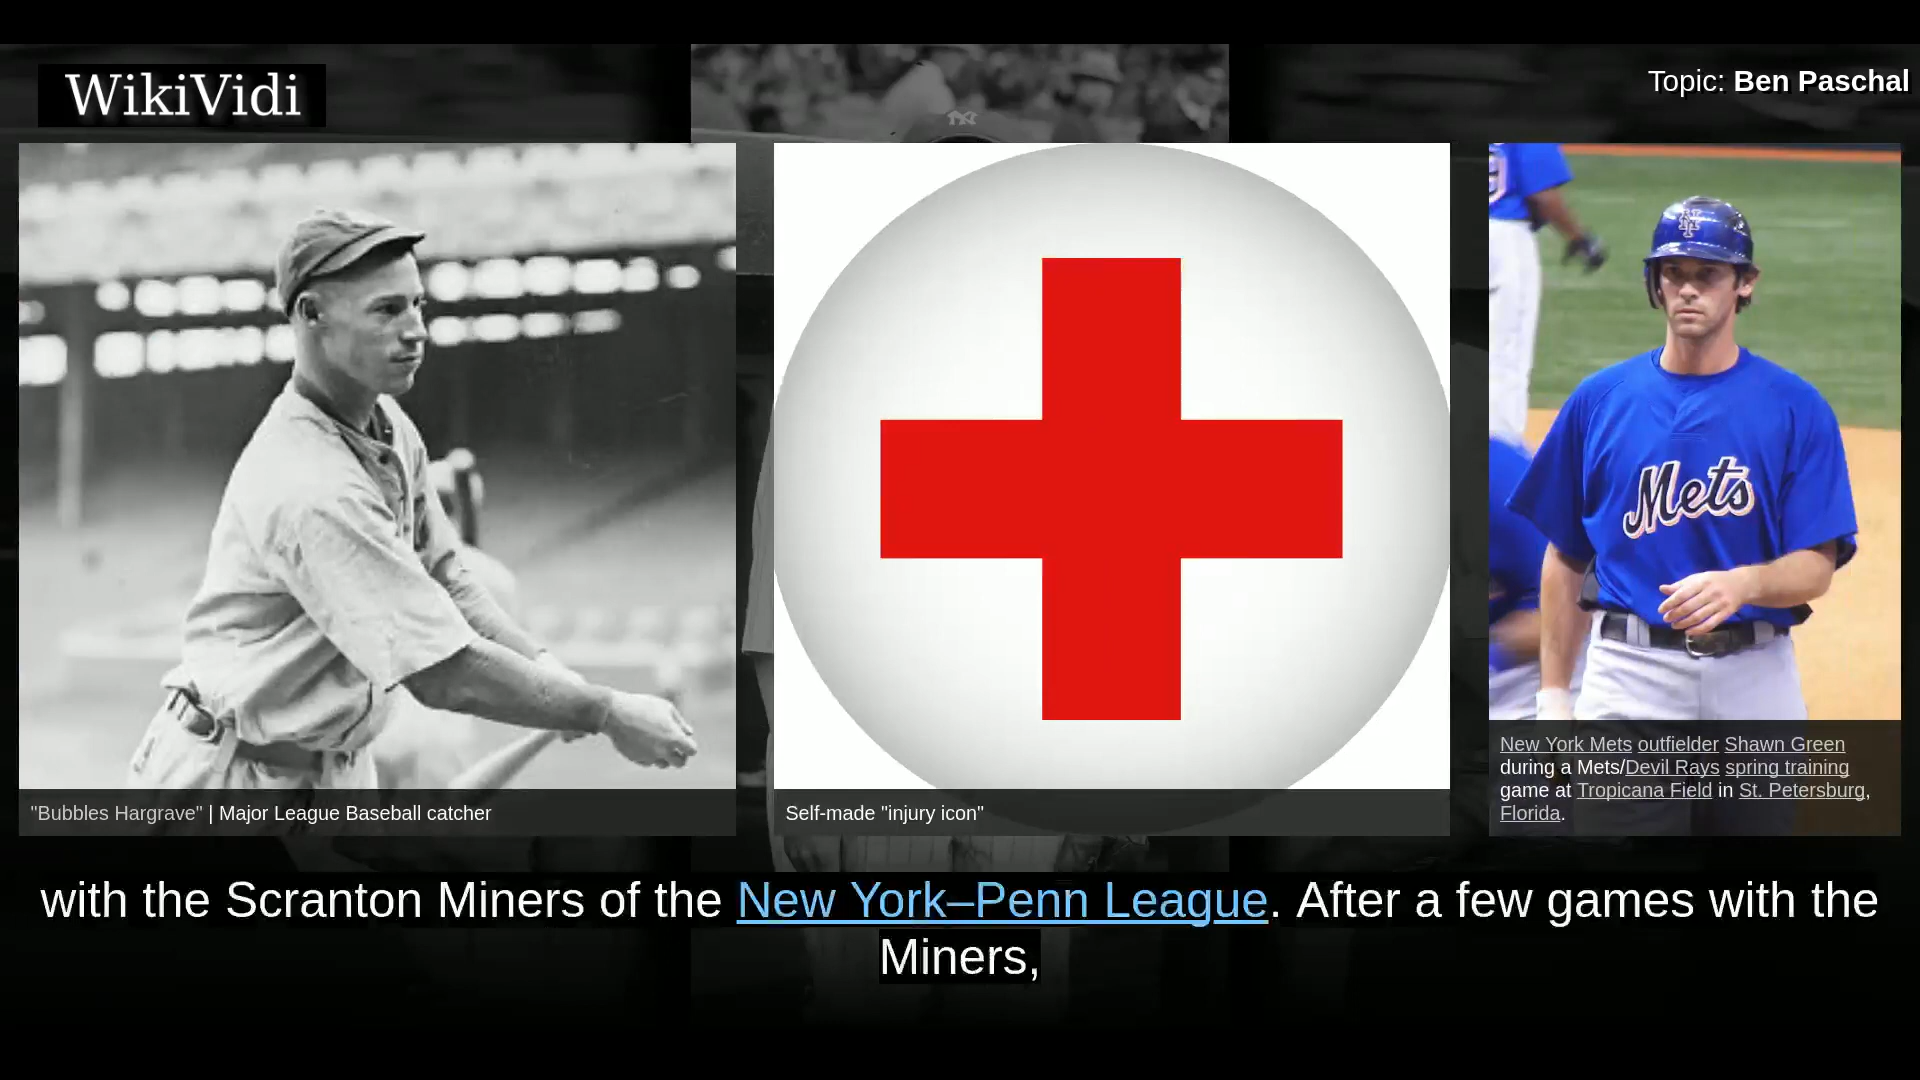 WikiVidi
Topic: Ben Paschal
"Bubbles Hargrave" | Major League Baseball catcher
Self-made "injury icon"
Mets
New York Mets outfielder Shawn Green
during a Mets/Devil Rays spring training
game at Tropicana Field in St. Petersburg,
Florida.
with the Scranton Miners of the New York–Penn League. After a few games with the
Miners,